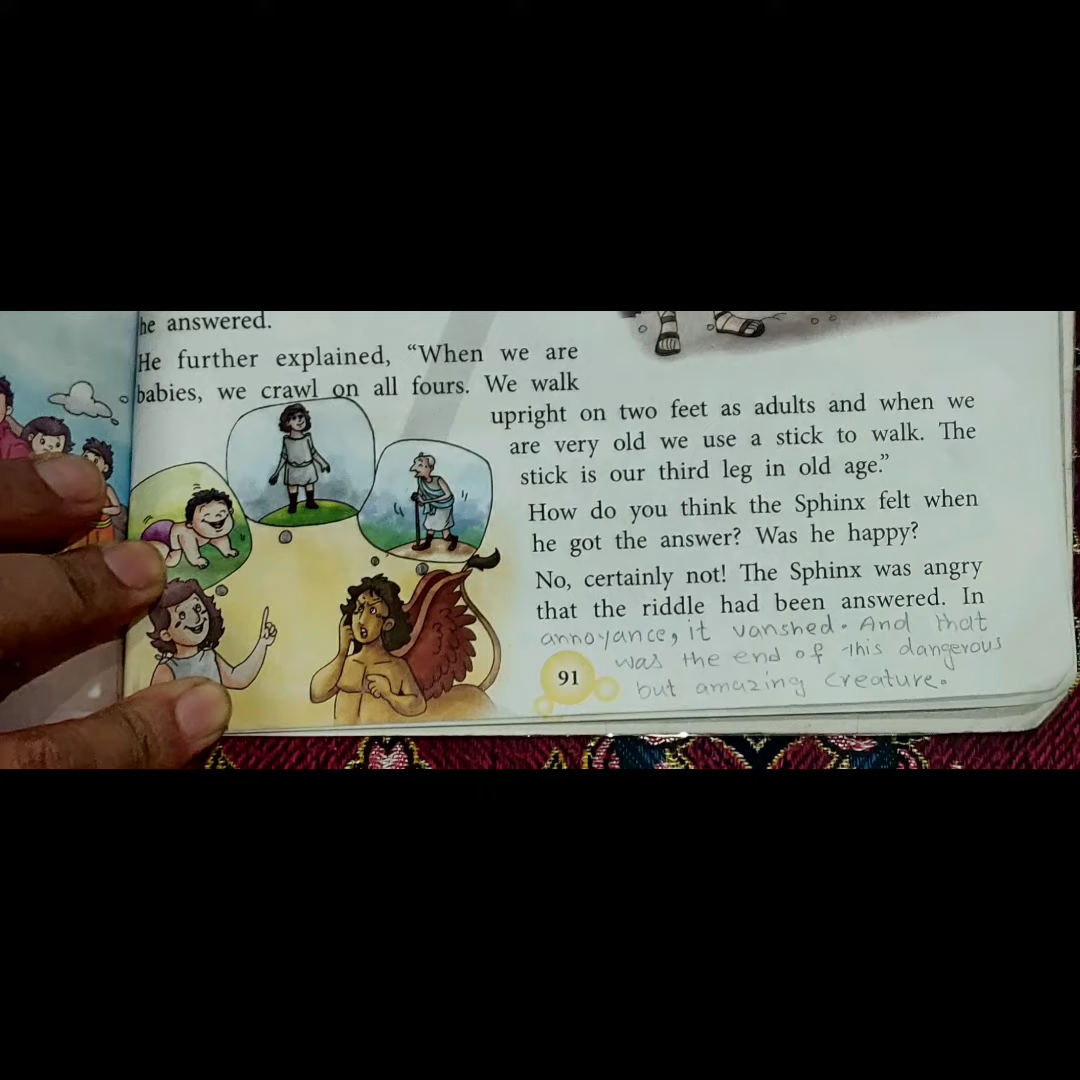 he answered.
He further explained, “When we are
babies, we crawl on all fours. We walk
upright on two feet as adults and when we
are very old we use a stick to walk. The
stick is our third leg in old age.”
How do you think the Sphinx felt when
he got the answer? Was he happy?
No, certainly not! The Sphinx was angry
that the riddle had been answered. In
annoyance, it vanshed. And that
was the end of this dangerous
but amazing creature.
91